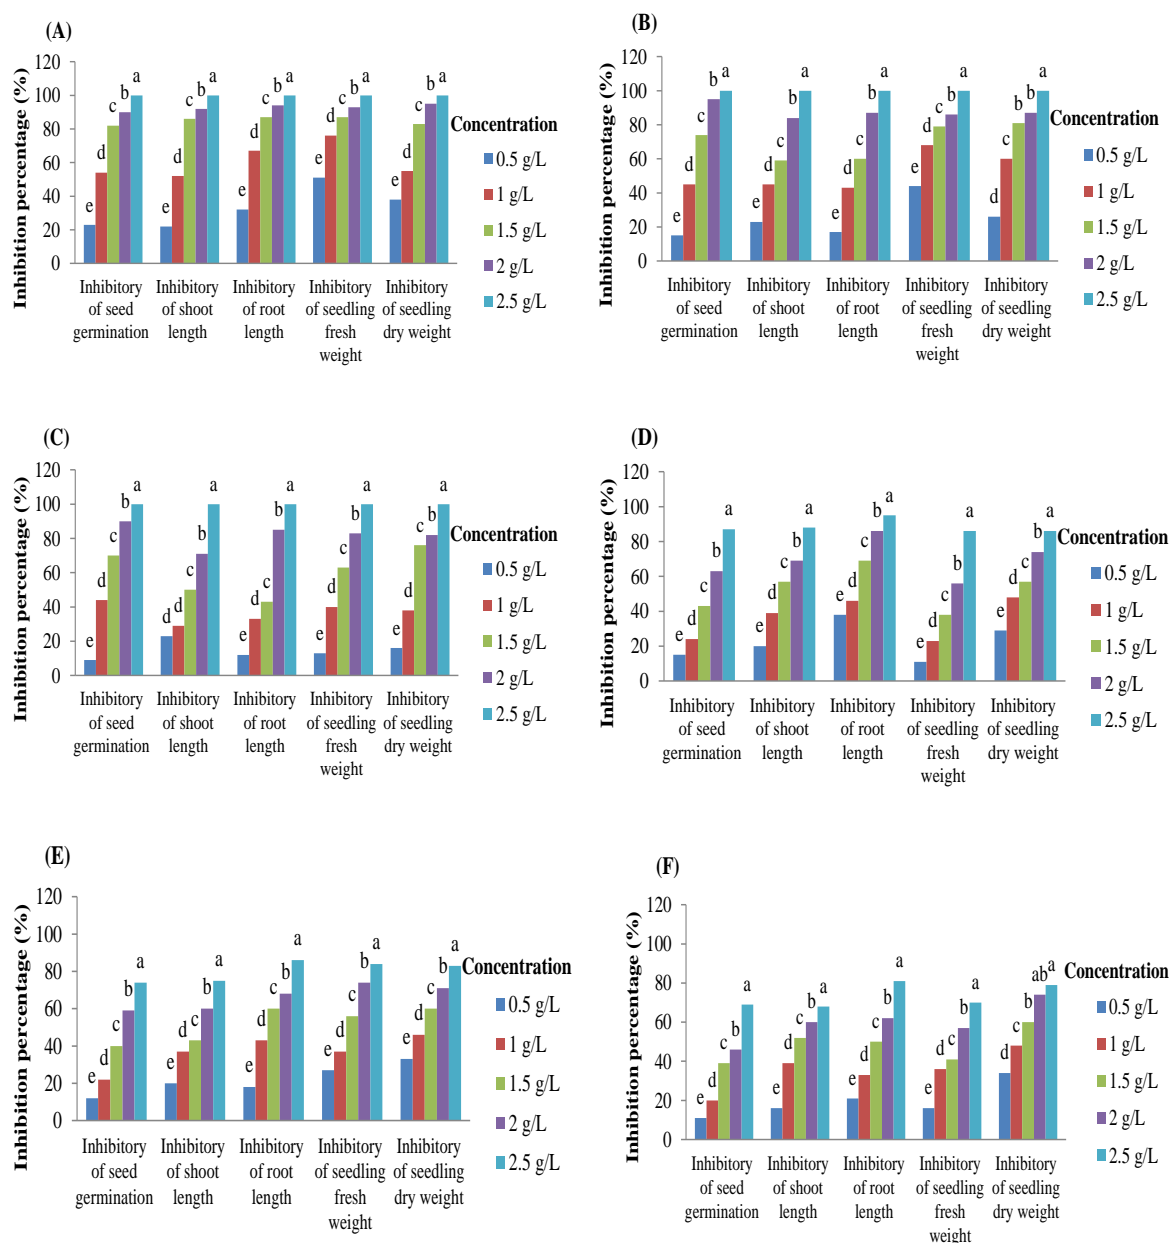 (A)
Inhibition percentage (%)
120
100
80
60
40
20
0
e d c b a
e d c b a
e d c b a
e d c b a
e d c b a
Inhibitory
of seed
germination
Inhibitory
of shoot
length
Inhibitory
of root
length
Inhibitory
of seedling
fresh
weight
Inhibitory
of seedling
dry weight
Concentration
0.5 g/L
1 g/L
1.5 g/L
2 g/L
2.5 g/L
(B)
Inhibition percentage (%)
120
100
80
60
40
20
0
e d c b a
e d c b a
e d c b a
e d c b a
d c b b a
Inhibitory
of seed
germination
Inhibitory
of shoot
length
Inhibitory
of root
length
Inhibitory
of seedling
fresh
weight
Inhibitory
of seedling
dry weight
Concentration
0.5 g/L
1 g/L
1.5 g/L
2 g/L
2.5 g/L
(C)
Inhibition percentage (%)
120
100
80
60
40
20
0
e d c b a
d d c b a
e d c b a
e d c b a
e d c b a
Inhibitory
of seed
germination
Inhibitory
of shoot
length
Inhibitory
of root
length
Inhibitory
of seedling
fresh
weight
Inhibitory
of seedling
dry weight
Concentration
0.5 g/L
1 g/L
1.5 g/L
2 g/L
2.5 g/L
(D)
Inhibition percentage (%)
120
100
80
60
40
20
0
e d c b a
e d c b a
e d c b a
e d c b a
e d c b a
Inhibitory
of seed
germination
Inhibitory
of shoot
length
Inhibitory
of root
length
Inhibitory
of seedling
fresh
weight
Inhibitory
of seedling
dry weight
Concentration
0.5 g/L
1 g/L
1.5 g/L
2 g/L
2.5 g/L
(E)
Inhibition percentage (%)
120
100
80
60
40
20
0
e d c b a
e d c b a
e d c b a
e d c b a
e d c b a
Inhibitory
of seed
germination
Inhibitory
of shoot
length
Inhibitory
of root
length
Inhibitory
of seedling
fresh
weight
Inhibitory
of seedling
dry weight
Concentration
0.5 g/L
1 g/L
1.5 g/L
2 g/L
2.5 g/L
(F)
Inhibition percentage (%)
120
100
80
60
40
20
0
e d c b a
e d c b a
e d c b a
e d c b a
d c b ab a
Inhibitory
of seed
germination
Inhibitory
of shoot
length
Inhibitory
of root
length
Inhibitory
of seedling
fresh
weight
Inhibitory
of seedling
dry weight
Concentration
0.5 g/L
1 g/L
1.5 g/L
2 g/L
2.5 g/L